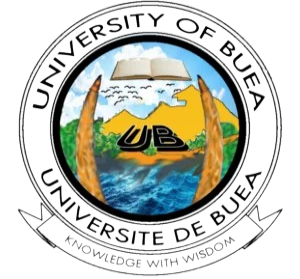 UNIVERSITY OF BUEA
UB
UNIVERSITE DE BUEA
KNOWLEDGE WITH WISDOM